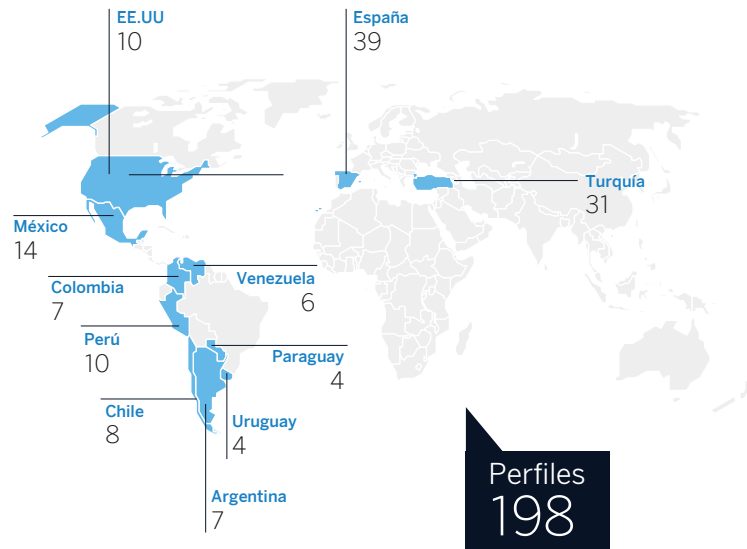 EE.UU
10
España
39
Turquía
31
México
14
Venezuela
6
Colombia
7
Perú
10
Paraguay
4
Chile
8
Uruguay
4
Argentina
7
Perfiles
198